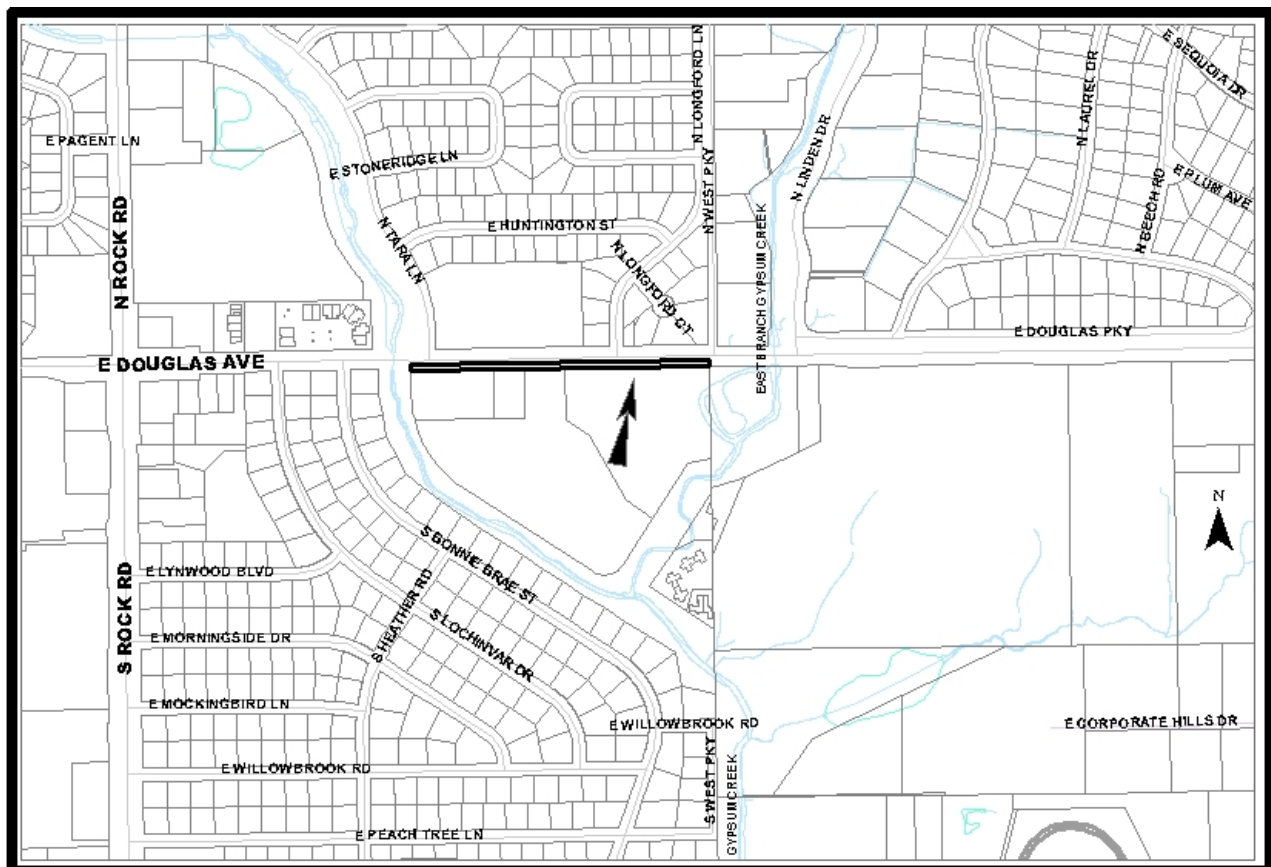 E SEQUOIA DR
N LONGFORD LN
N LAUREL DR
E PAGENT LN
E STONERIDGE LN
N LINDEN DR
E PLUM AVE
N BEECH RD
N WEST PKY
E HUNTINGTON ST
N ROCK RD
N TARA LN
N LONGFORD CT
EAST BRANCH GYPSUM CREEK
E DOUGLAS PKY
E DOUGLAS AVE
N
S BONNIE BRAE ST
E LYNWOOD BLVD
S HEATHER RD
S ROCK RD
S LOCHINVAR DR
E MORNINGSIDE DR
E MOCKINGBIRD LN
E WILLOWBROOK RD
E CORPORATE HILLS DR
E WILLOWBROOK RD
S WEST PKY
GYPSUM CREEK
E PEACH TREE LN